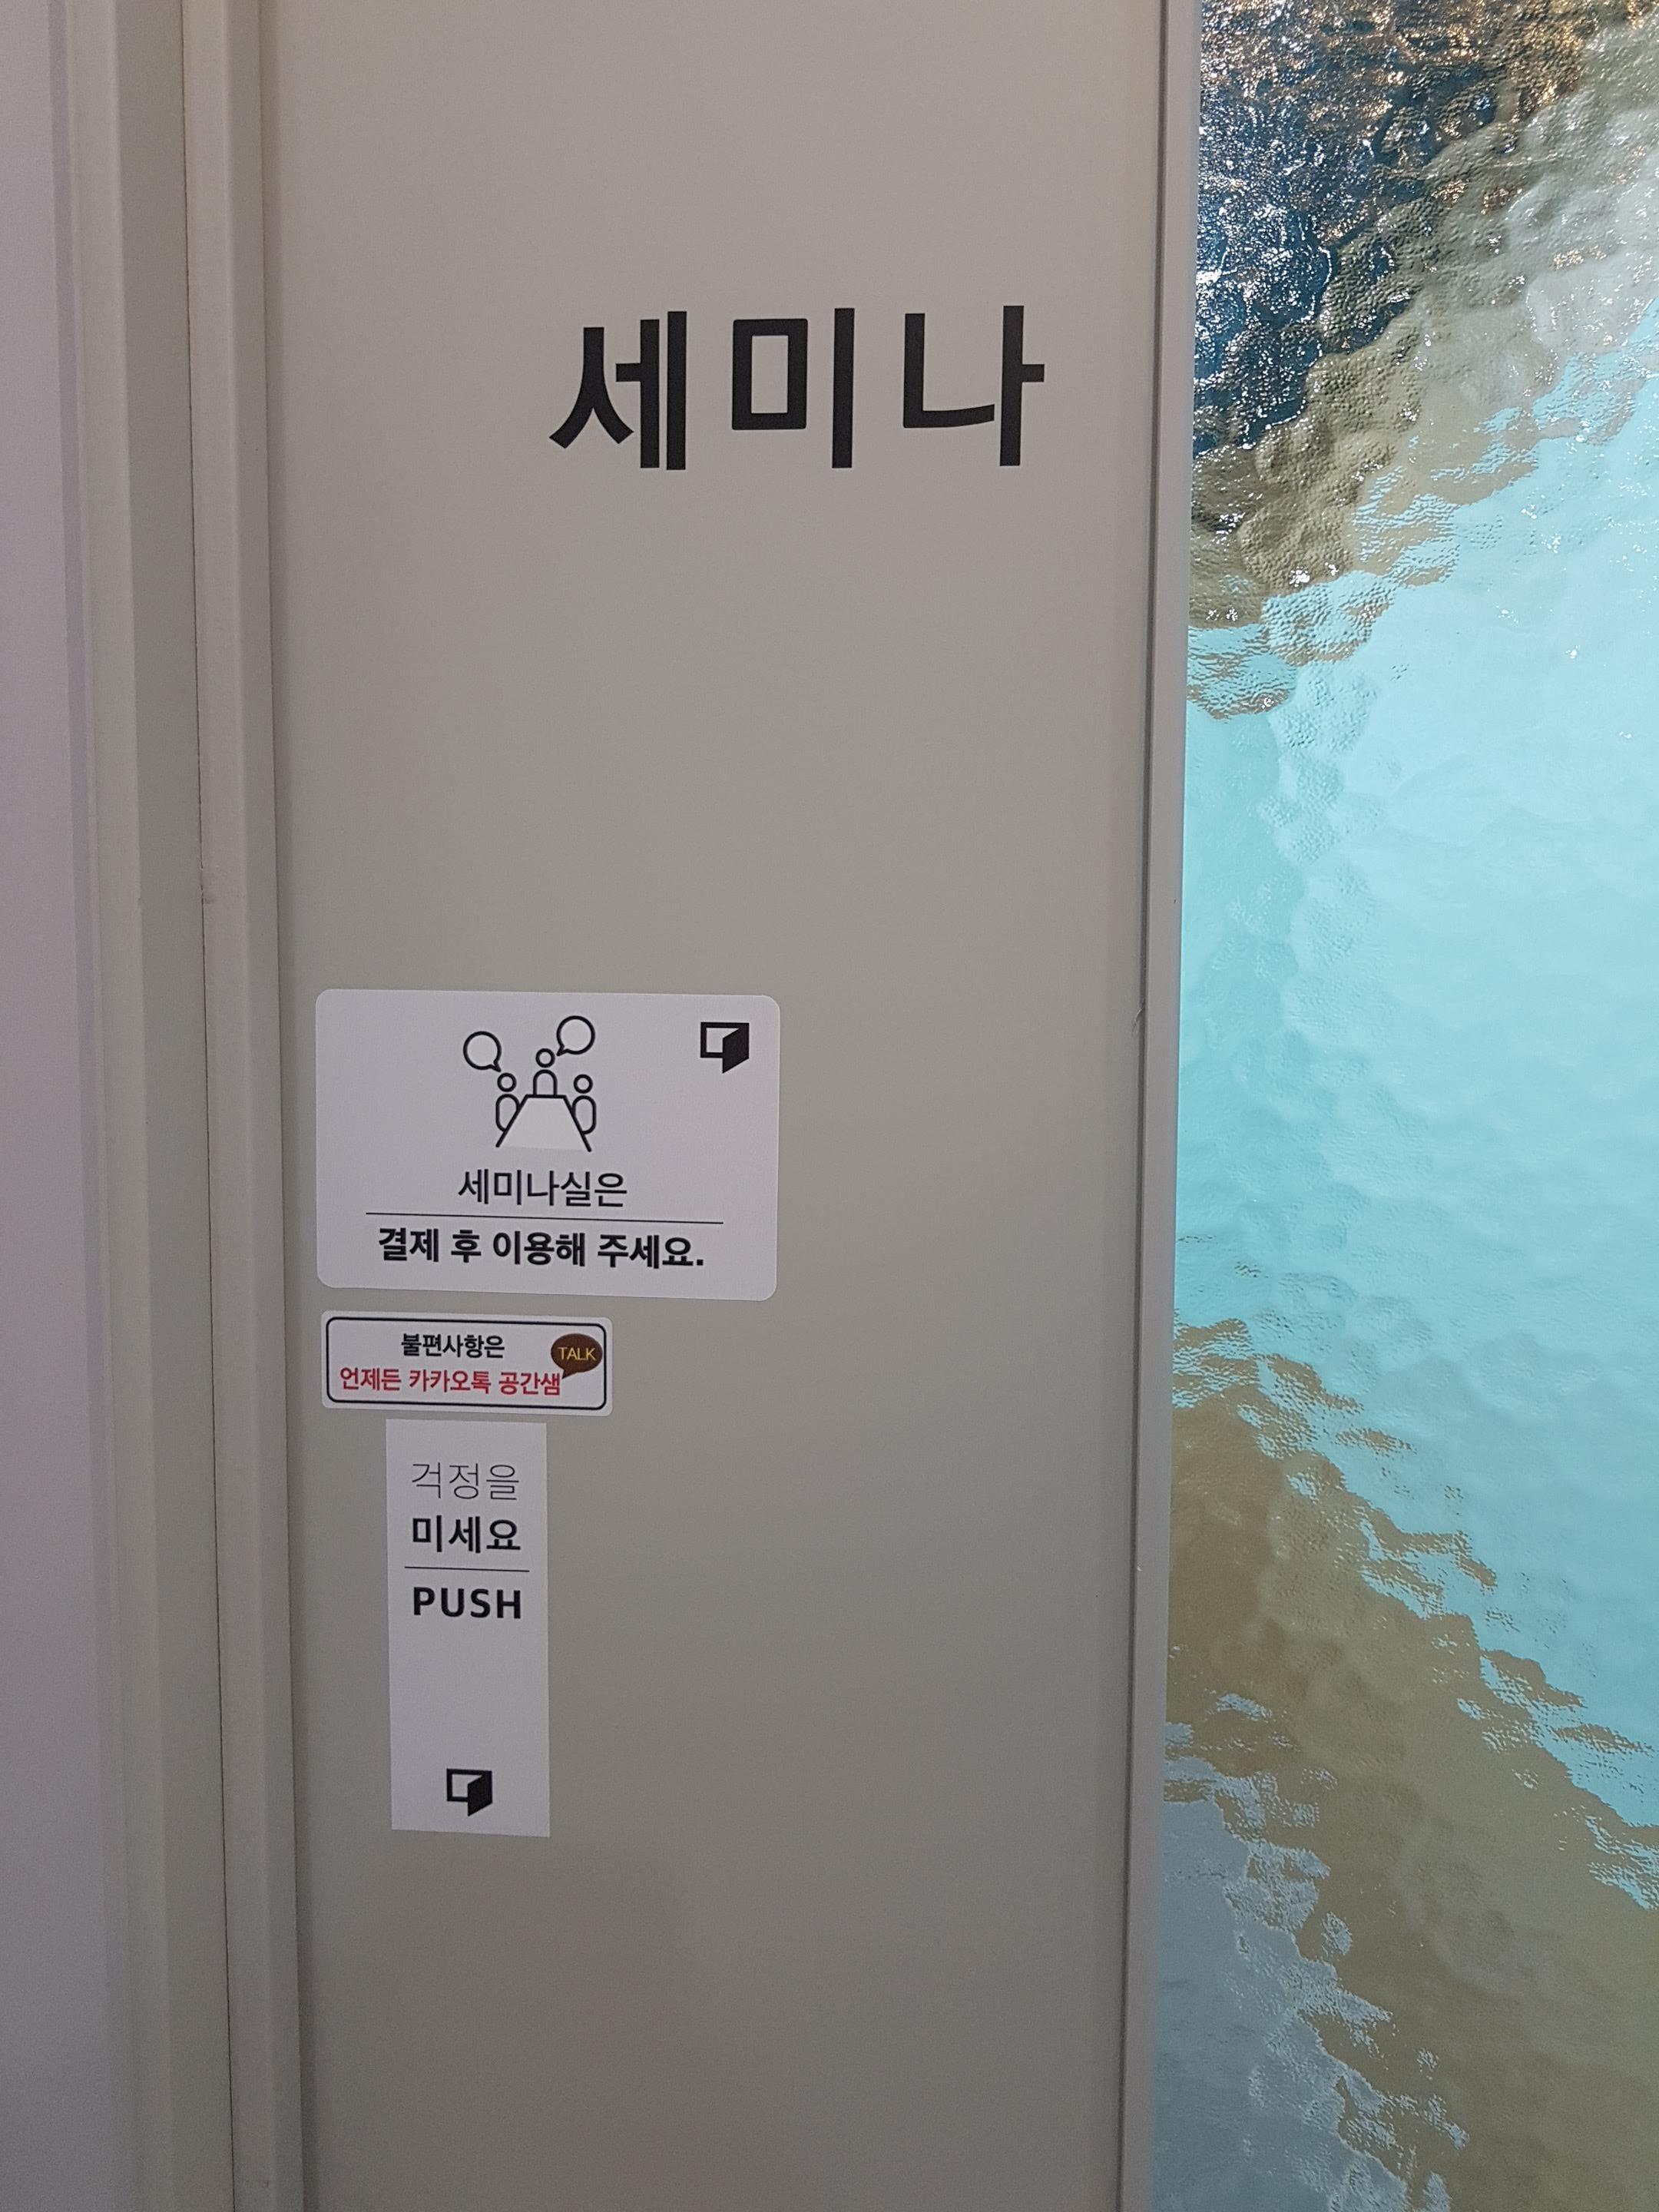 세미나
세미나실은
결제 후 이용해 주세요.
불편사항은
TALK
언제든 카카오톡 공간샘
걱정을
미세요
PUSH